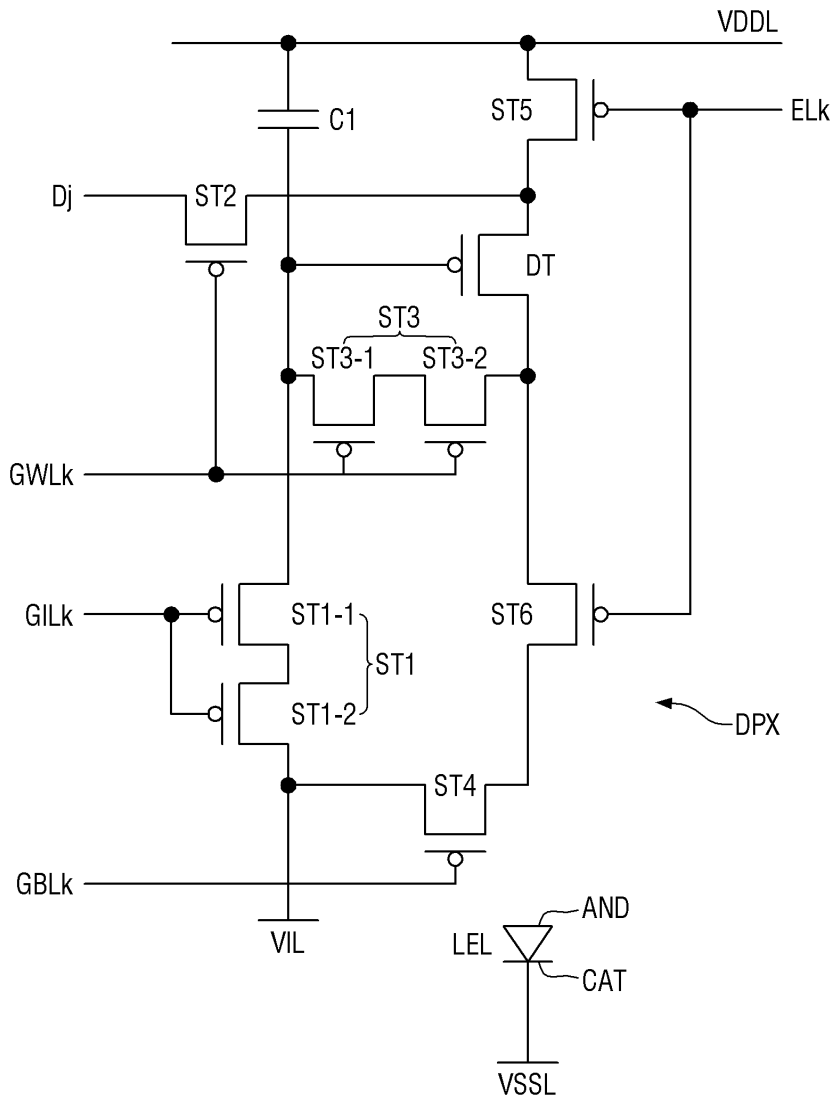 VDDL
ST5
ELk
C1
Dj
ST2
DT
ST3
ST3-1
ST3-2
GWLk
GILk
ST1-1
ST6
ST1
ST1-2
DPX
ST4
GBLk
VIL
AND
LEL
CAT
VSSL